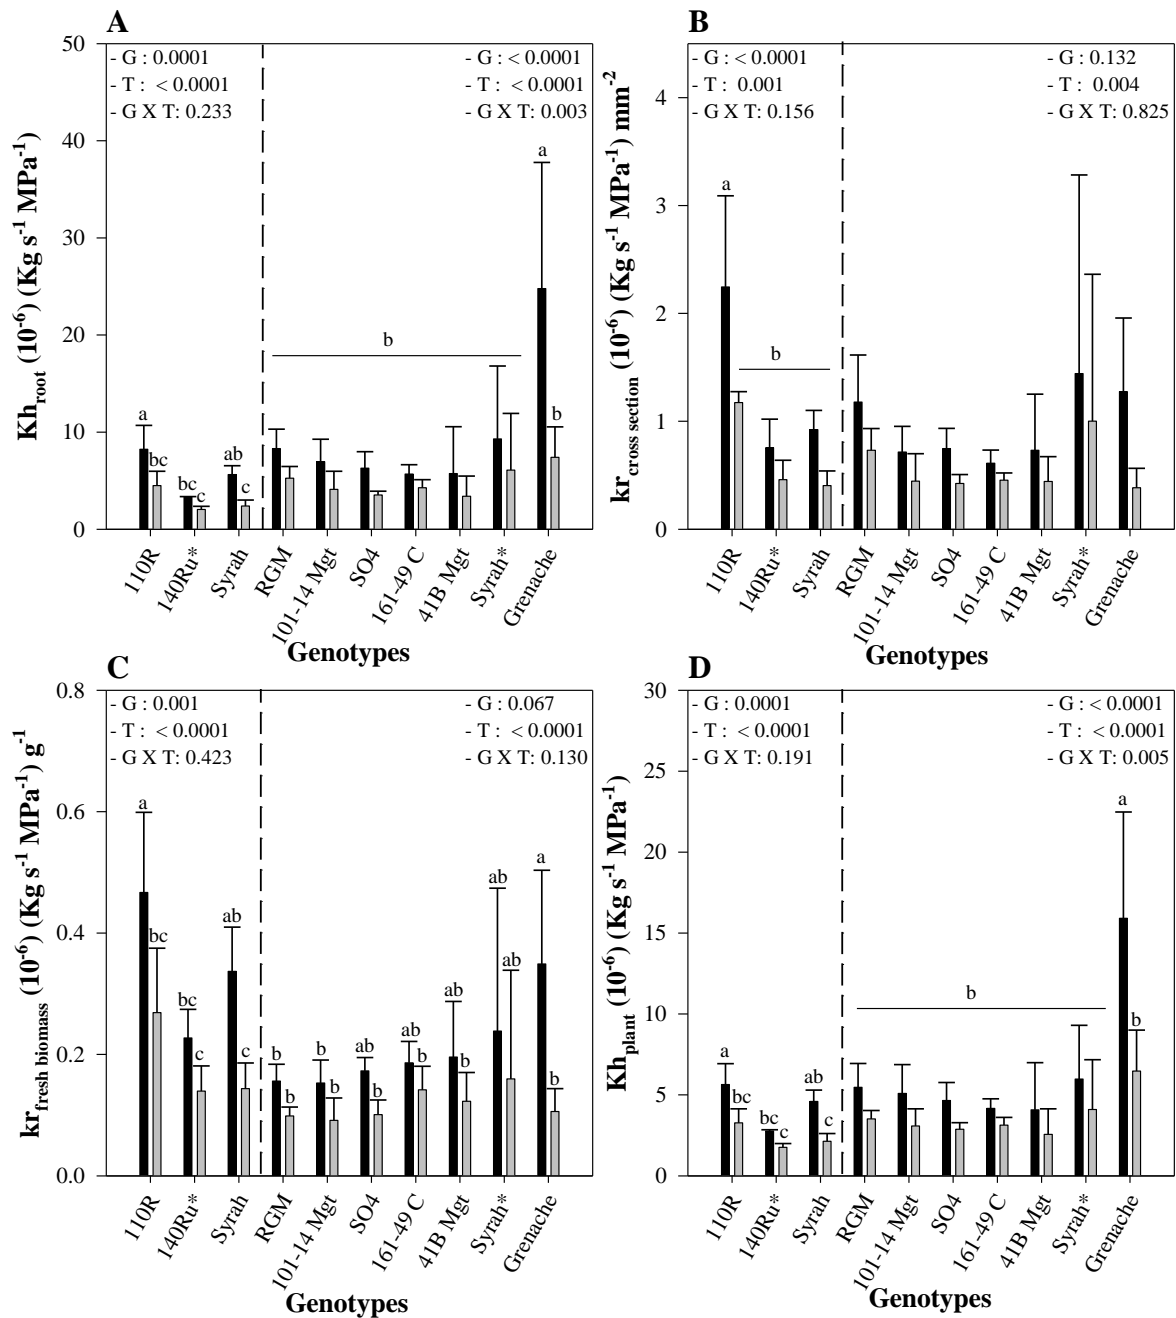 A
50
40
30
20
10
0
Kh_root (10^-6) (Kg s^-1 MPa^-1)
- G : 0.0001
- T : < 0.0001
- G X T: 0.233
- G : < 0.0001
- T : < 0.0001
- G X T: 0.003
a
bc
bc
c
ab
c
b
a
b
110R
140Ru*
Syrah
RGM
101-14 Mgt
SO4
161-49 C
41B Mgt
Syrah*
Grenache
Genotypes
B
4
3
2
1
0
kr_cross section (10^-6) (Kg s^-1 MPa^-1) mm^-2
- G : < 0.0001
- T : 0.001
- G X T: 0.156
- G : 0.132
- T : 0.004
- G X T: 0.825
a
b
110R
140Ru*
Syrah
RGM
101-14 Mgt
SO4
161-49 C
41B Mgt
Syrah*
Grenache
Genotypes
C
0.8
0.6
0.4
0.2
0.0
kr_fresh biomass (10^-6) (Kg s^-1 MPa^-1) g^-1
- G : 0.001
- T : < 0.0001
- G X T: 0.423
- G : 0.067
- T : < 0.0001
- G X T: 0.130
a
bc
bc
c
ab
c
b
b
b
b
ab
b
ab
b
ab
b
ab
ab
a
b
110R
140Ru*
Syrah
RGM
101-14 Mgt
SO4
161-49 C
41B Mgt
Syrah*
Grenache
Genotypes
D
30
25
20
15
10
5
0
Kh_plant (10^-6) (Kg s^-1 MPa^-1)
- G : 0.0001
- T : < 0.0001
- G X T: 0.191
- G : < 0.0001
- T : < 0.0001
- G X T: 0.005
a
bc
bc
c
ab
c
b
a
b
110R
140Ru*
Syrah
RGM
101-14 Mgt
SO4
161-49 C
41B Mgt
Syrah*
Grenache
Genotypes